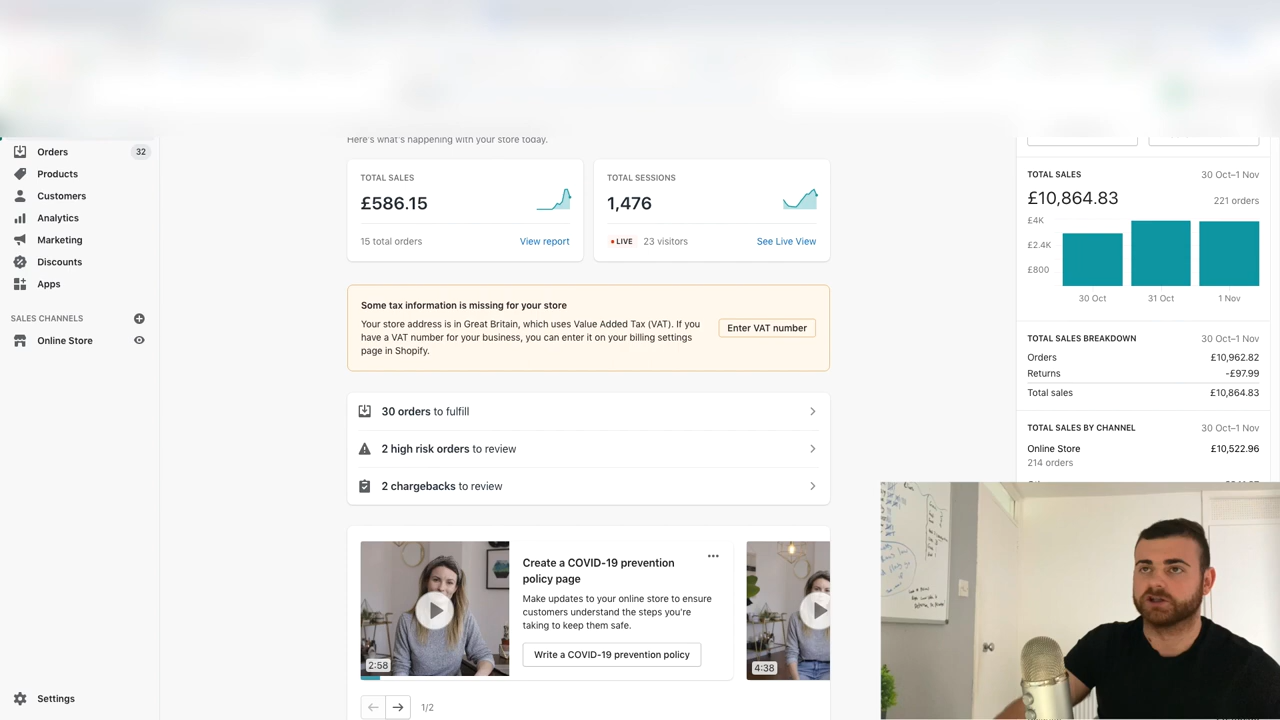 Here's what's happening with your store today.
Orders 32
Products
Customers
Analytics
Marketing
Discounts
Apps
SALES CHANNELS
Online Store
Settings
TOTAL SALES
£586.15
15 total orders View report
TOTAL SESSIONS
1,476
LIVE 23 visitors See Live View
Some tax information is missing for your store
Your store address is in Great Britain, which uses Value Added Tax (VAT). If you
have a VAT number for your business, you can enter it on your billing settings
page in Shopify.
Enter VAT number
30 orders to fulfill
2 high risk orders to review
2 chargebacks to review
2:58
Create a COVID-19 prevention
policy page
Make updates to your online store to ensure
customers understand the steps you're
taking to keep them safe.
Write a COVID-19 prevention policy
4:38
1/2
TOTAL SALES 30 Oct–1 Nov
£10,864.83 221 orders
£4K
£2.4K
£800
30 Oct 31 Oct 1 Nov
TOTAL SALES BREAKDOWN 30 Oct–1 Nov
Orders £10,962.82
Returns -£97.99
Total sales £10,864.83
TOTAL SALES BY CHANNEL 30 Oct–1 Nov
Online Store £10,522.96
214 orders